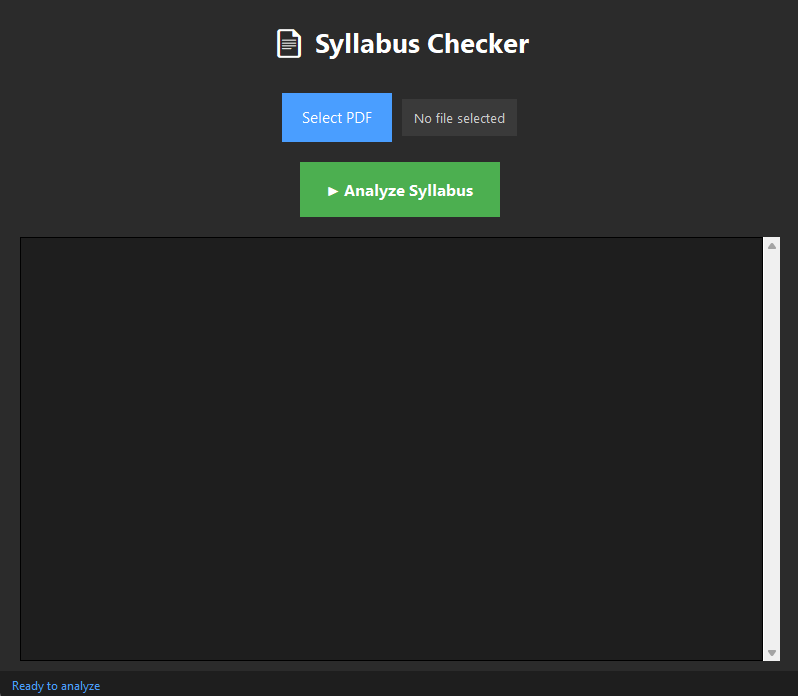 Syllabus Checker
Select PDF
No file selected
► Analyze Syllabus
Ready to analyze